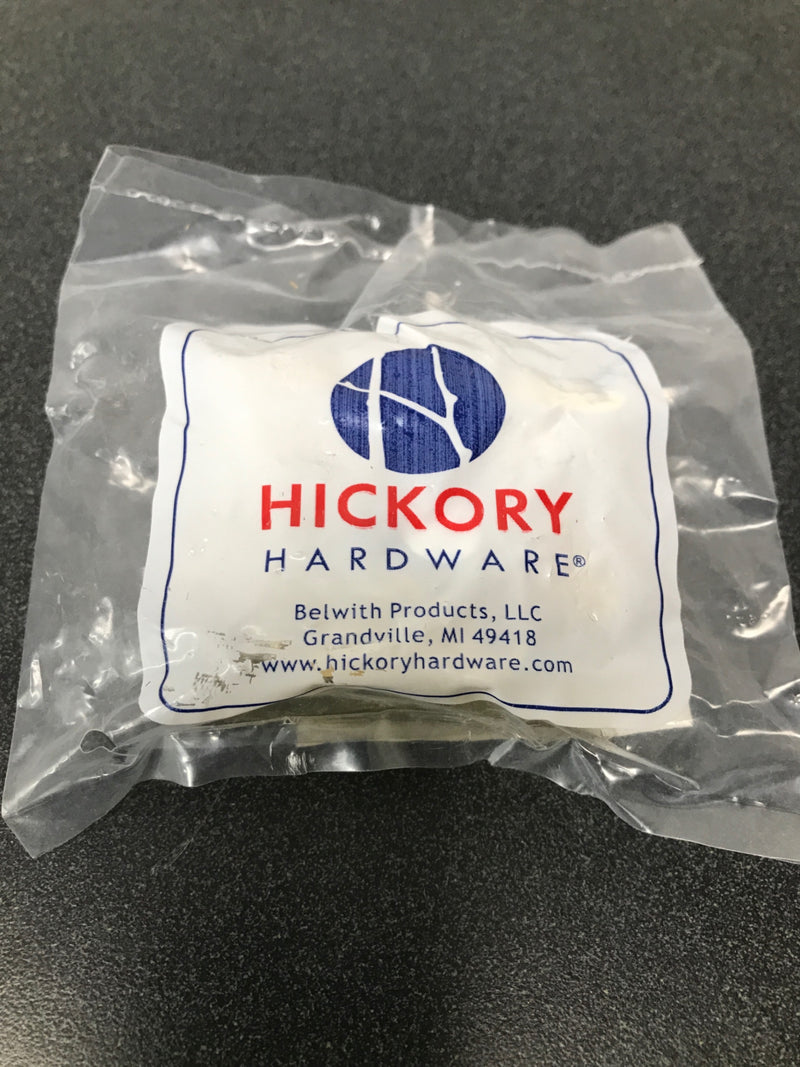 HICKORY
HARDWARE®
Belwith Products, LLC
Grandville, MI 49418
www.hickoryhardware.com